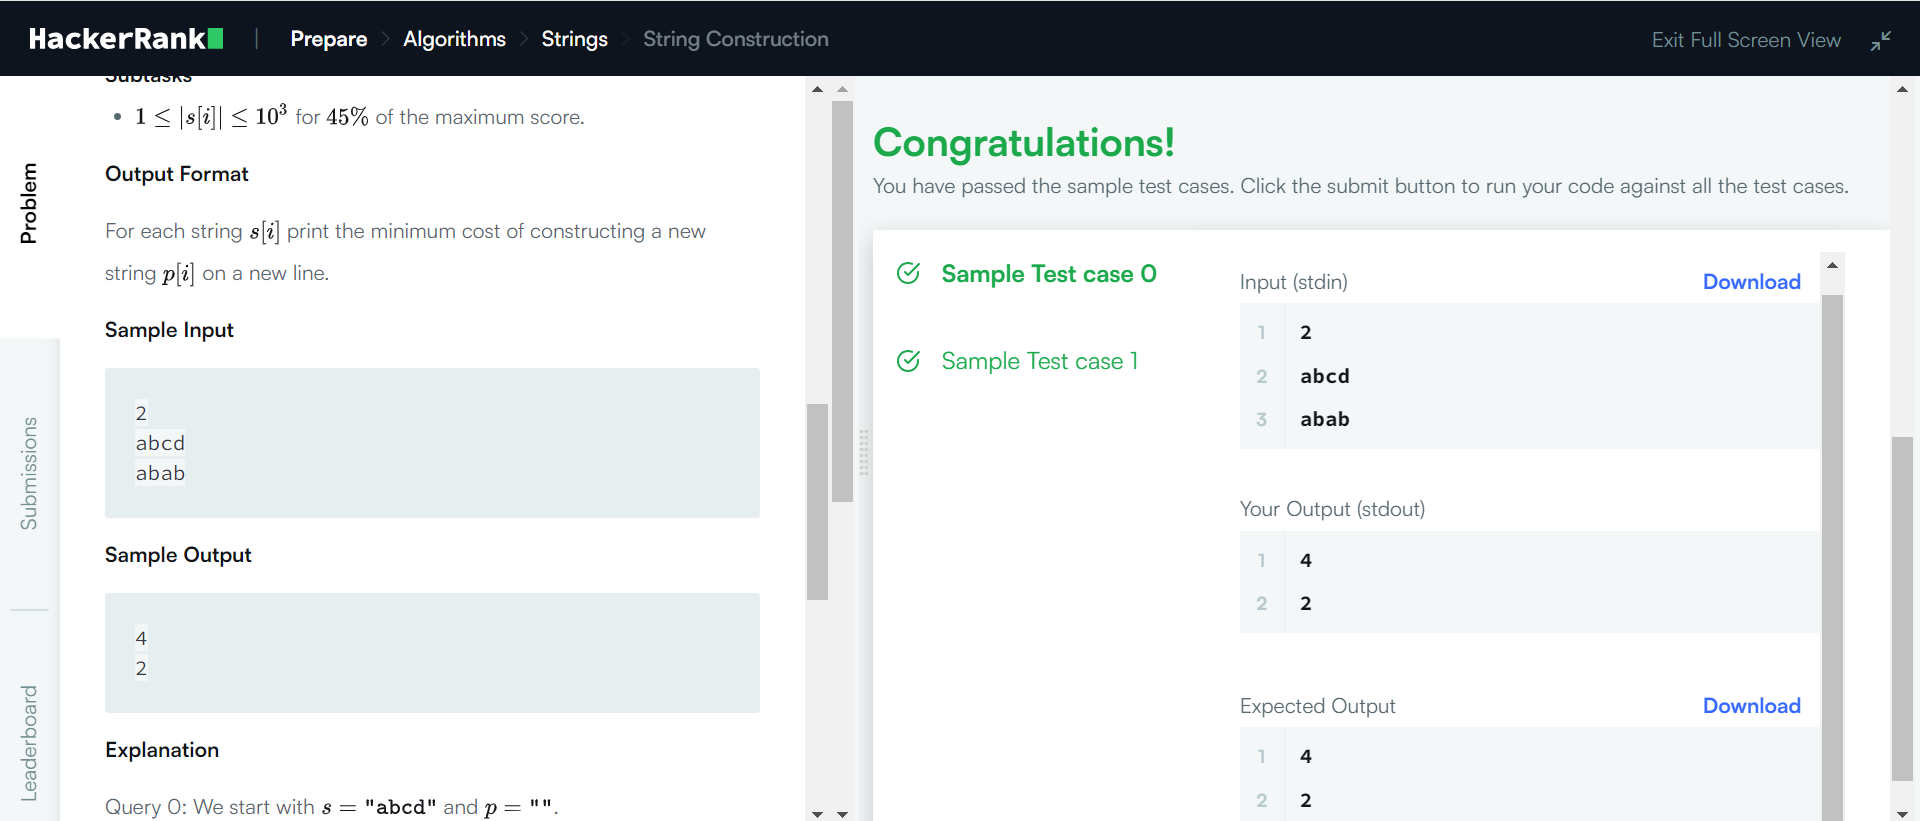 HackerRank
Prepare > Algorithms > Strings > String Construction
Exit Full Screen View
Problem
Submissions
Leaderboard
Subtasks
• 1 ≤ |s[i]| ≤ 10³ for 45% of the maximum score.
Output Format
For each string s[i] print the minimum cost of constructing a new
string p[i] on a new line.
Sample Input
2
abcd
abab
Sample Output
4
2
Explanation
Query 0: We start with s = "abcd" and p = "".
Congratulations!
You have passed the sample test cases. Click the submit button to run your code against all the test cases.
Sample Test case 0
Sample Test case 1
Input (stdin)
Download
1 2
2 abcd
3 abab
Your Output (stdout)
1 4
2 2
Expected Output
Download
1 4
2 2